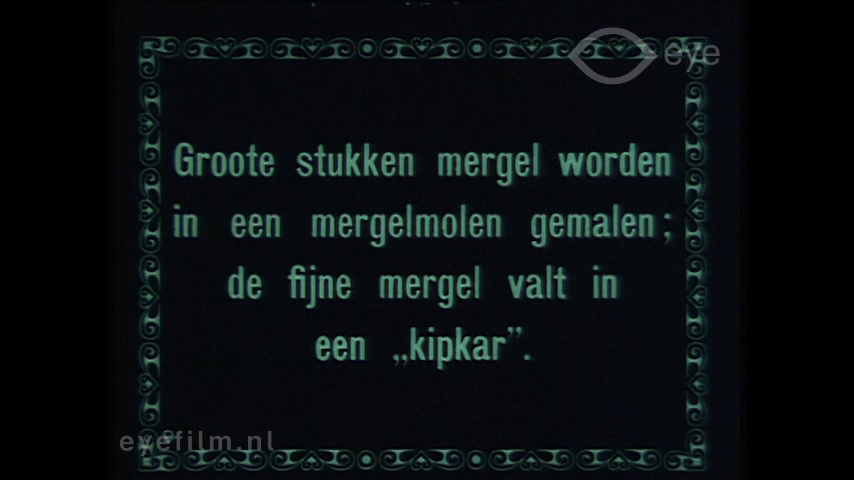 eye
Groote stukken mergel worden
in een mergelmolen gemalen;
de fijne mergel valt in
een „kipkar”.
eyefilm.nl